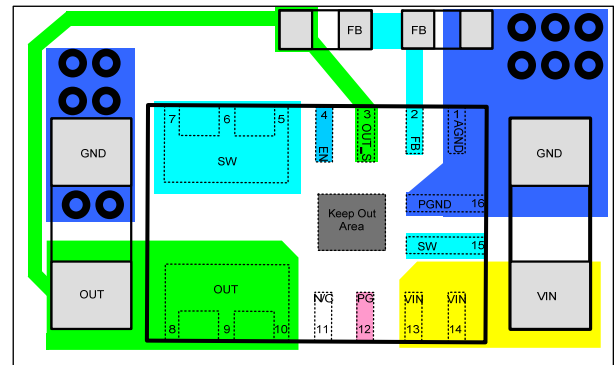 FB FB
7 6 5 4 3 2 1
EN OUT_S FB AGND
GND SW GND
PGND 16
Keep Out
Area
SW 15
OUT OUT N/C PG VIN VIN VIN
8 9 10 11 12 13 14